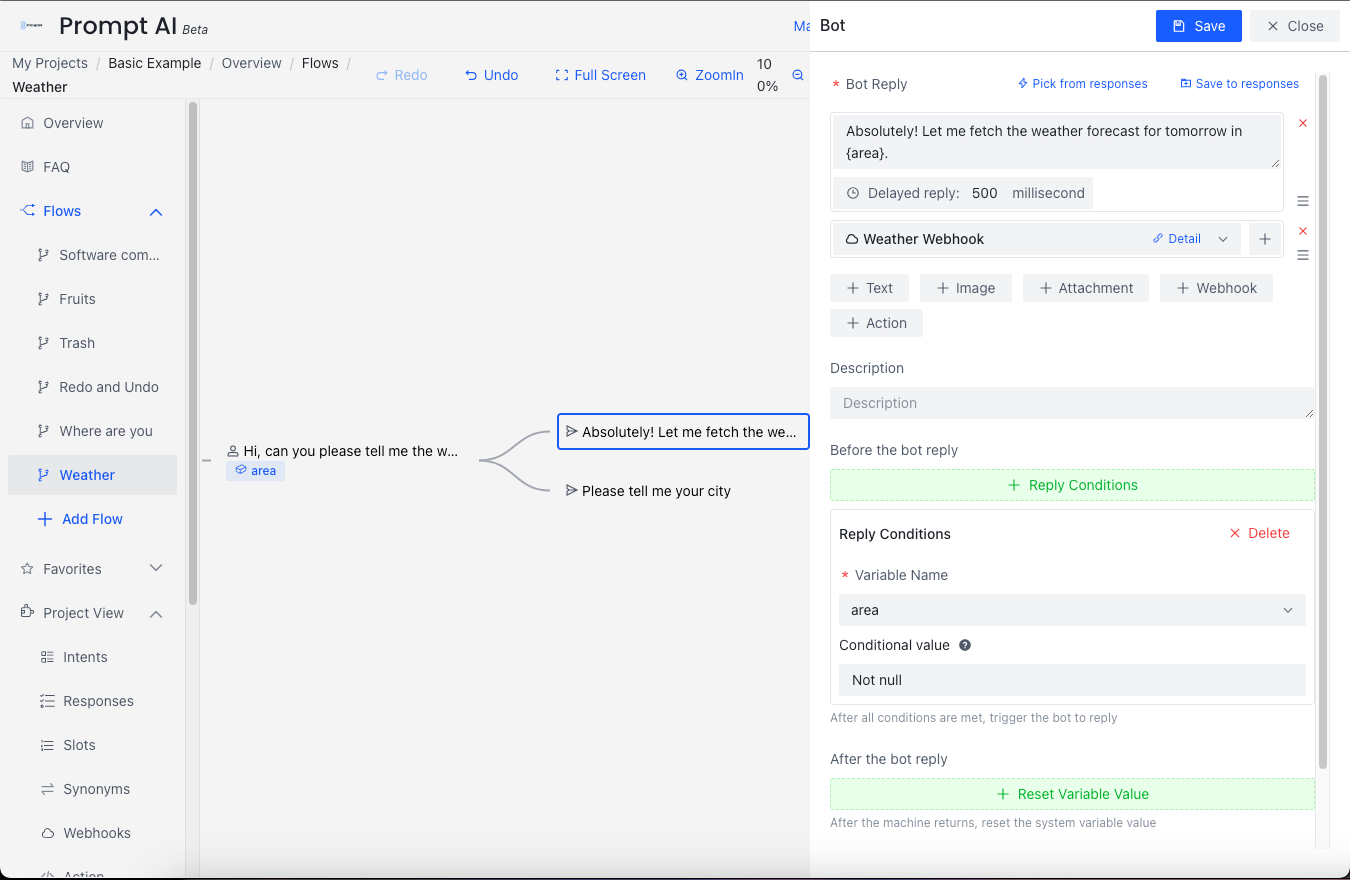 Prompt AI Beta
Ma
My Projects / Basic Example / Overview / Flows /
Weather
Redo
Undo
Full Screen
ZoomIn
10
0%
Overview
FAQ
Flows
Software com...
Fruits
Trash
Redo and Undo
Where are you
Weather
Add Flow
Favorites
Project View
Intents
Responses
Slots
Synonyms
Webhooks
Action
Hi, can you please tell me the w...
area
Absolutely! Let me fetch the we...
Please tell me your city
Bot
Save
Close
* Bot Reply
Pick from responses
Save to responses
Absolutely! Let me fetch the weather forecast for tomorrow in
{area}.
Delayed reply: 500 millisecond
Weather Webhook
Detail
+ Text
+ Image
+ Attachment
+ Webhook
+ Action
Description
Description
Before the bot reply
+ Reply Conditions
Reply Conditions
Delete
* Variable Name
area
Conditional value ?
Not null
After all conditions are met, trigger the bot to reply
After the bot reply
+ Reset Variable Value
After the machine returns, reset the system variable value